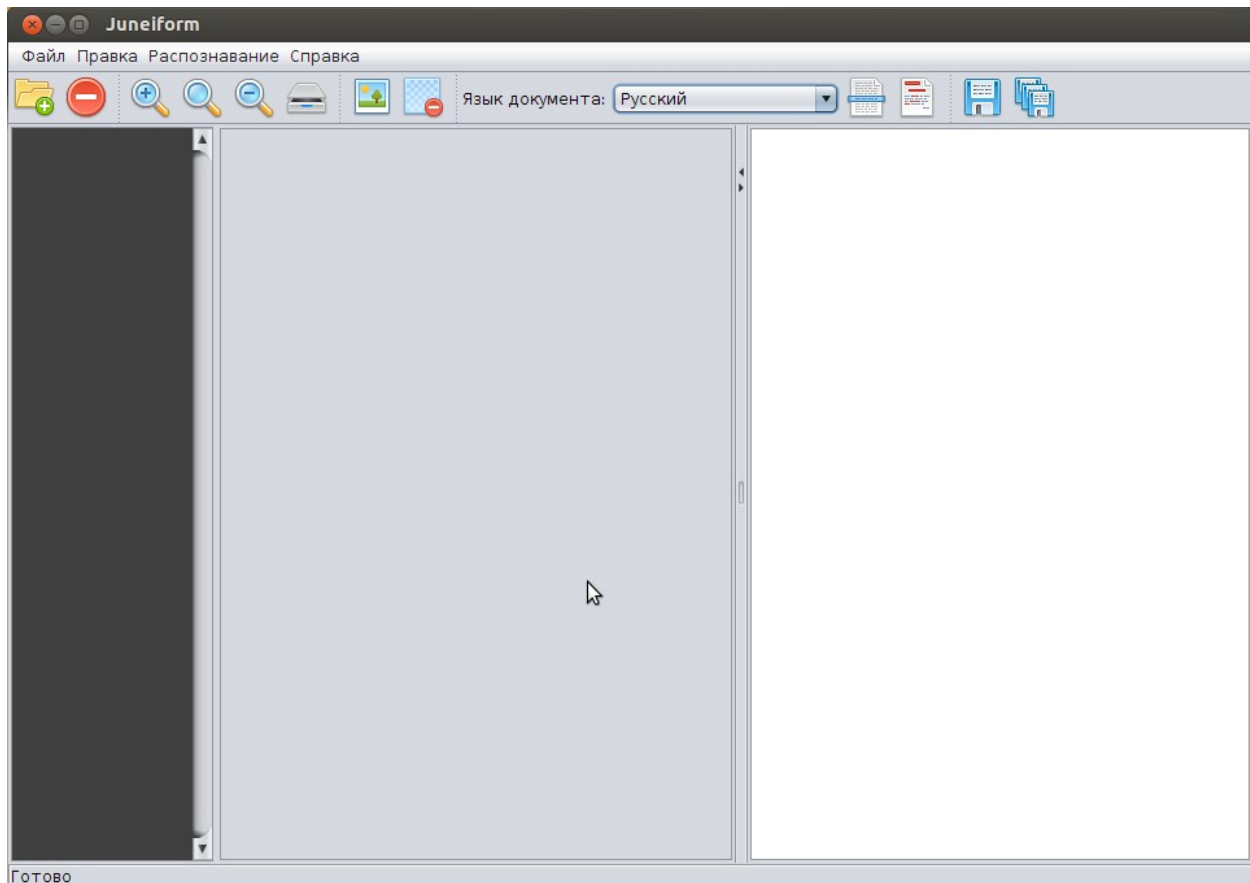 Juneiform
Файл Правка Распознавание Справка
Язык документа: Русский
Готово